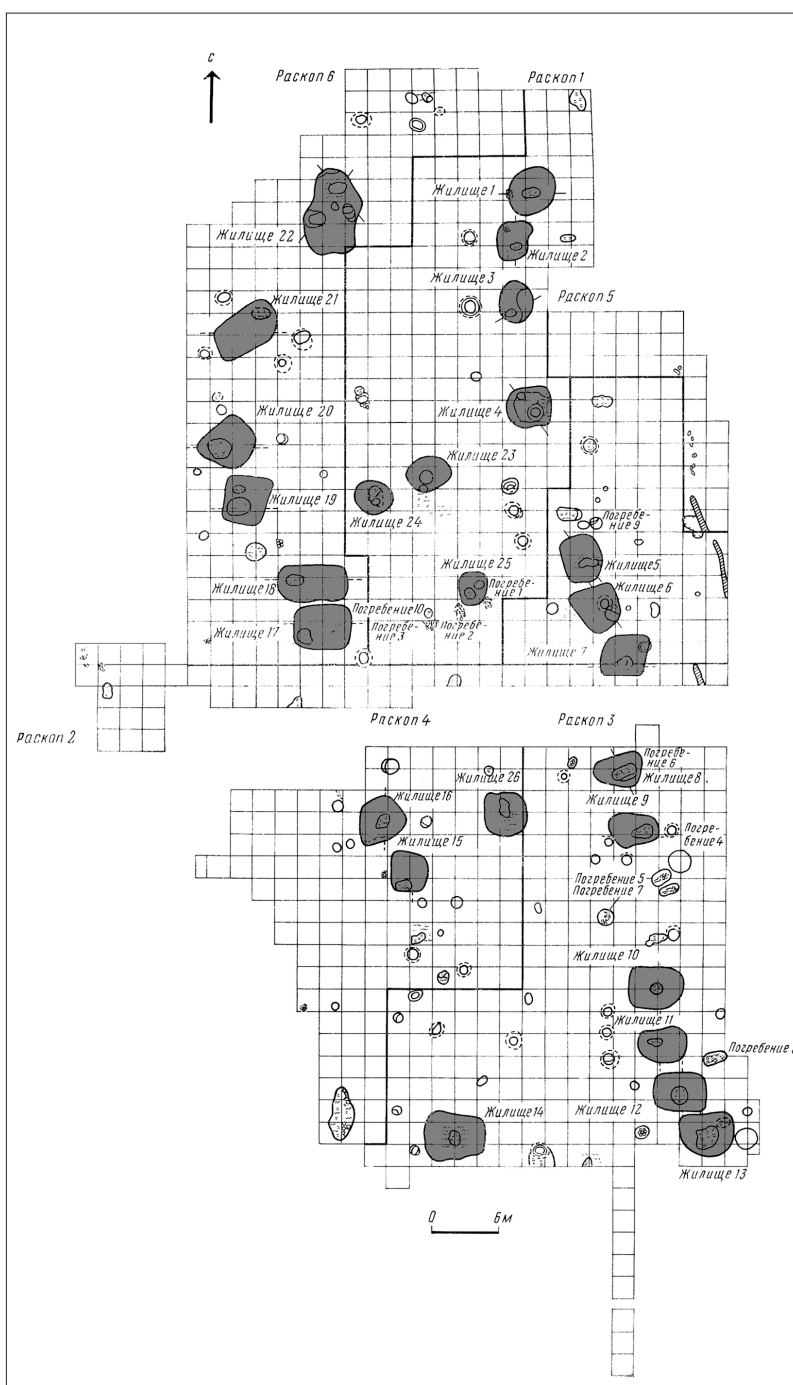 с
Раскоп 6
Раскоп 1
Жилище 1
Жилище 22
Жилище 2
Жилище 3
Жилище 21
Раскоп 5
Жилище 20
Жилище 4
Жилище 23
Жилище 19
Жилище 24
Погребе-
ние 9
Жилище 25
Жилище 5
Жилище 18
Погребе-
ние 1
Жилище 6
Погребение 10
Жилище 17
Погребе-
ние 3
Погребе-
ние 2
Жилище 7
Раскоп 2
Раскоп 4
Раскоп 3
Погребе-
ние 6
Жилище 26
Жилище 8
Жилище 16
Жилище 9
Жилище 15
Погре-
бение 4
Погребение 5
Погребение 7
Жилище 10
Жилище 11
Погребение
Жилище 14
Жилище 12
Жилище 13
0 6 м